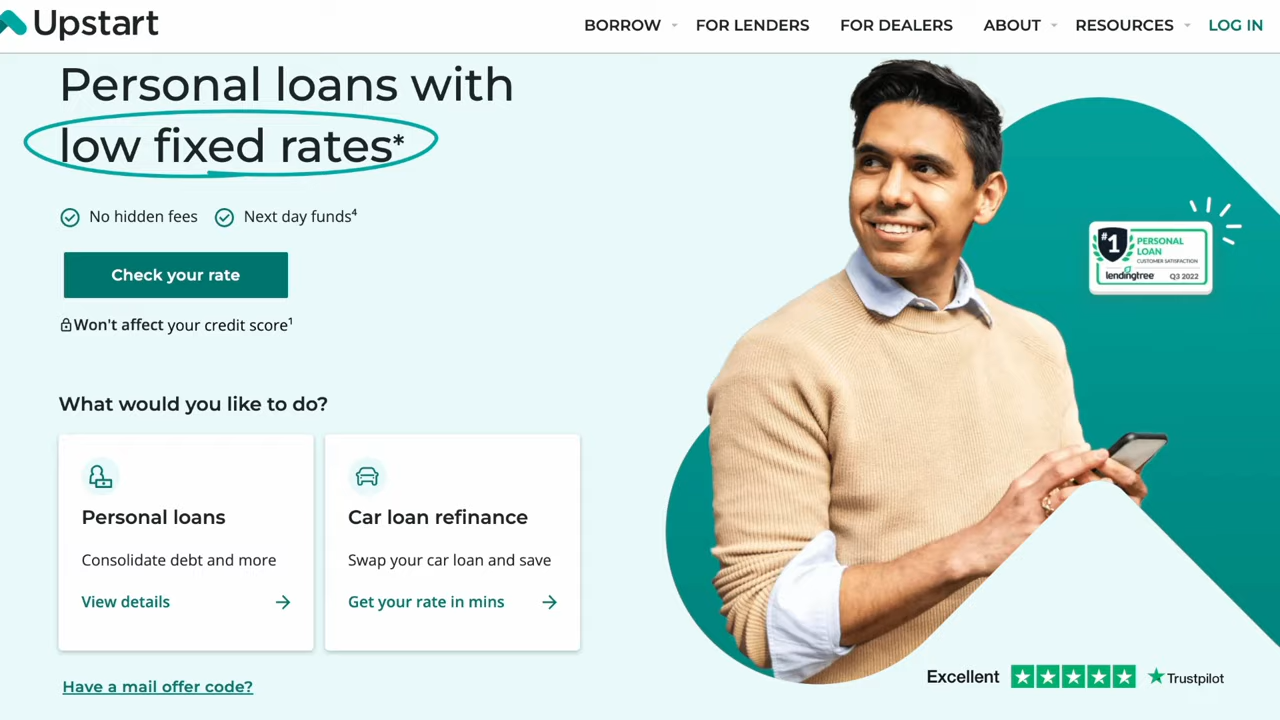 Upstart
BORROW FOR LENDERS FOR DEALERS ABOUT RESOURCES LOG IN
Personal loans with
low fixed rates*
No hidden fees Next day funds⁴
Check your rate
Won't affect your credit score¹
#1 PERSONAL
LOAN
CUSTOMER SATISFACTION
lendingtree Q3 2022
What would you like to do?
Personal loans
Consolidate debt and more
View details
Car loan refinance
Swap your car loan and save
Get your rate in mins
Have a mail offer code?
Excellent Trustpilot